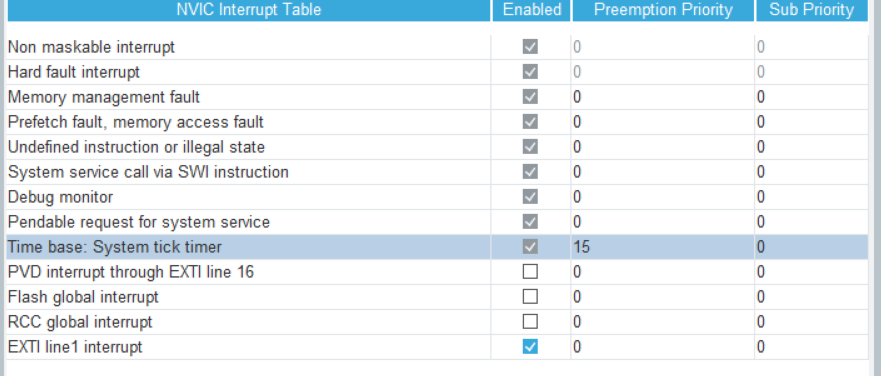 NVIC Interrupt Table Enabled Preemption Priority Sub Priority
Non maskable interrupt 0 0
Hard fault interrupt 0 0
Memory management fault 0 0
Prefetch fault, memory access fault 0 0
Undefined instruction or illegal state 0 0
System service call via SWI instruction 0 0
Debug monitor 0 0
Pendable request for system service 0 0
Time base: System tick timer 15 0
PVD interrupt through EXTI line 16 0 0
Flash global interrupt 0 0
RCC global interrupt 0 0
EXTI line1 interrupt 0 0